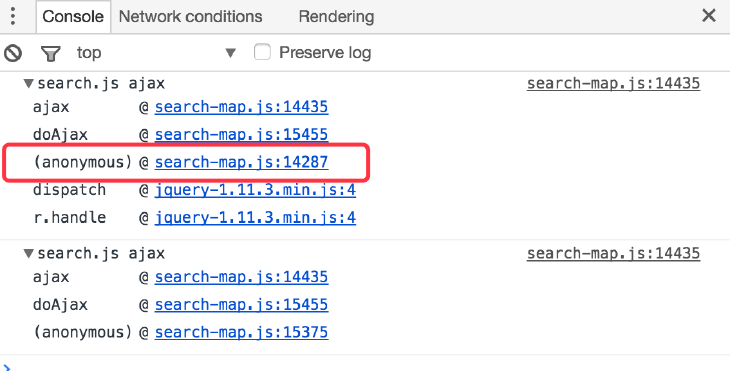 Console Network conditions Rendering
top Preserve log
search.js ajax search-map.js:14435
ajax @ search-map.js:14435
doAjax @ search-map.js:15455
(anonymous) @ search-map.js:14287
dispatch @ jquery-1.11.3.min.js:4
r.handle @ jquery-1.11.3.min.js:4
search.js ajax search-map.js:14435
ajax @ search-map.js:14435
doAjax @ search-map.js:15455
(anonymous) @ search-map.js:15375